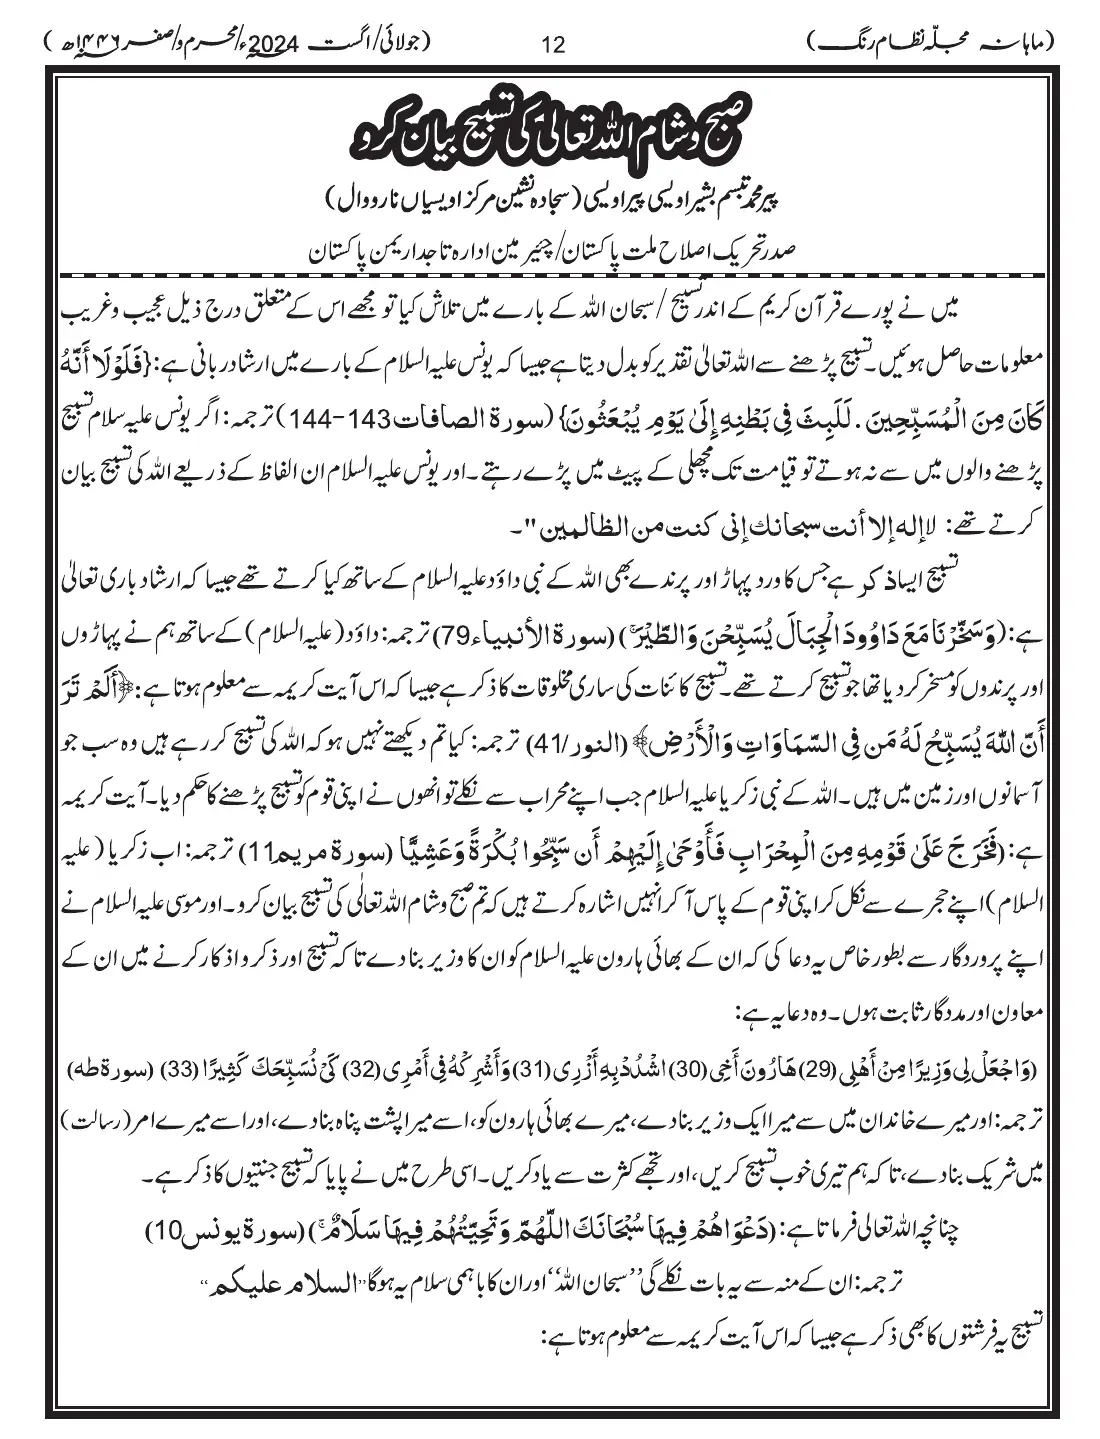 (ماہانہ مجلّہ نظام رنگ) 12 (جولائی/اگست 2024ء/محرم و/صفر ۱۴۴۶ھ)
صبح وشام اللہ تعالیٰ کی تسبیح بیان کرو
پیر محمد تبسم بشیر اویسی پیر اویسی (سجادہ نشین مرکز اویسیاں نارووال)
صدر تحریک اصلاح ملت پاکستان/چیئرمین ادارہ تاجدار یمن پاکستان
میں نے پورے قرآن کریم کے اندر تسبیح/سبحان اللہ کے بارے میں تلاش کیا تو مجھے اس کے متعلق درج ذیل عجیب وغریب
معلومات حاصل ہوئیں۔ تسبیح پڑھنے سے اللہ تعالیٰ تقدیر کو بدل دیتا ہے جیسا کہ یونس علیہ السلام کے بارے میں ارشاد ربانی ہے: {فَلَوْلَا أَنَّهُ
كَانَ مِنَ الْمُسَبِّحِينَ . لَلَبِثَ فِي بَطْنِهِ إِلَىٰ يَوْمِ يُبْعَثُونَ} (سورة الصافات 143-144) ترجمہ: اگر یونس علیہ سلام تسبیح
پڑھنے والوں میں سے نہ ہوتے تو قیامت تک مچھلی کے پیٹ میں پڑے رہتے۔ اور یونس علیہ السلام ان الفاظ کے ذریعے اللہ کی تسبیح بیان
کرتے تھے: لا إله إلا أنت سبحانك إني كنت من الظالمين "۔
تسبیح ایسا ذکر ہے جس کا ورد پہاڑ اور پرندے بھی اللہ کے نبی داؤد علیہ السلام کے ساتھ کیا کرتے تھے جیسا کہ ارشاد باری تعالیٰ
ہے: (وَسَخَّرْنَا مَعَ دَاوُودَ الْجِبَالَ يُسَبِّحْنَ وَالطَّيْرَ ۚ) (سورة الأنبياء 79) ترجمہ: داؤد (علیہ السلام) کے ساتھ ہم نے پہاڑوں
اور پرندوں کو مسخر کر دیا تھا جو تسبیح کرتے تھے۔ تسبیح کائنات کی ساری مخلوقات کا ذکر ہے جیسا کہ اس آیت کریمہ سے معلوم ہوتا ہے: ﴿أَلَمْ تَرَ
أَنَّ اللَّهَ يُسَبِّحُ لَهُ مَن فِي السَّمَاوَاتِ وَالْأَرْضِ﴾ (النور/41) ترجمہ: کیا تم دیکھتے نہیں ہو کہ اللہ کی تسبیح کر رہے ہیں وہ سب جو
آسمانوں اور زمین میں ہیں۔ اللہ کے نبی زکریا علیہ السلام جب اپنے محراب سے نکلے تو انھوں نے اپنی قوم کو تسبیح پڑھنے کا حکم دیا۔ آیت کریمہ
ہے: (فَخَرَجَ عَلَىٰ قَوْمِهِ مِنَ الْمِحْرَابِ فَأَوْحَىٰ إِلَيْهِمْ أَن سَبِّحُوا بُكْرَةً وَعَشِيًّا (سورة مريم 11) ترجمہ: اب زکریا (علیہ
السلام) اپنے حجرے سے نکل کر اپنی قوم کے پاس آ کر انہیں اشارہ کرتے ہیں کہ تم صبح وشام اللہ تعالیٰ کی تسبیح بیان کرو۔ اور موسی علیہ السلام نے
اپنے پروردگار سے بطور خاص یہ دعا کی کہ ان کے بھائی ہارون علیہ السلام کو ان کا وزیر بنا دے تا کہ تسبیح اور ذکر و اذکار کرنے میں ان کے
معاون اور مددگار ثابت ہوں۔ وہ دعا یہ ہے:
(وَاجْعَل لِي وَزِيرًا مِنْ أَهْلِي (29) هَارُونَ أَخِي (30) اشْدُدْ بِهِ أَزْرِي (31) وَأَشْرِكْهُ فِي أَمْرِي (32) كَيْ نُسَبِّحَكَ كَثِيرًا (33) (سورة طه)
ترجمہ: اور میرے خاندان میں سے میرا ایک وزیر بنا دے، میرے بھائی ہارون کو، اسے میرا پشت پناہ بنا دے، اور اسے میرے امر (رسالت)
میں شریک بنا دے، تا کہ ہم تیری خوب تسبیح کریں، اور تجھے کثرت سے یاد کریں۔ اسی طرح میں نے پایا کہ تسبیح جنتیوں کا ذکر ہے۔
چنانچہ اللہ تعالی فرماتا ہے: (دَعْوَاهُمْ فِيهَا سُبْحَانَكَ اللَّهُمَّ وَتَحِيَّتُهُمْ فِيهَا سَلَامٌ ۚ) (سورة يونس 10)
ترجمہ: ان کے منہ سے یہ بات نکلے گی ’’سبحان اللہ‘‘ اور ان کا باہمی سلام یہ ہوگا ’’السلام علیکم‘‘
تسبیح یہ فرشتوں کا بھی ذکر ہے جیسا کہ اس آیت کریمہ سے معلوم ہوتا ہے: